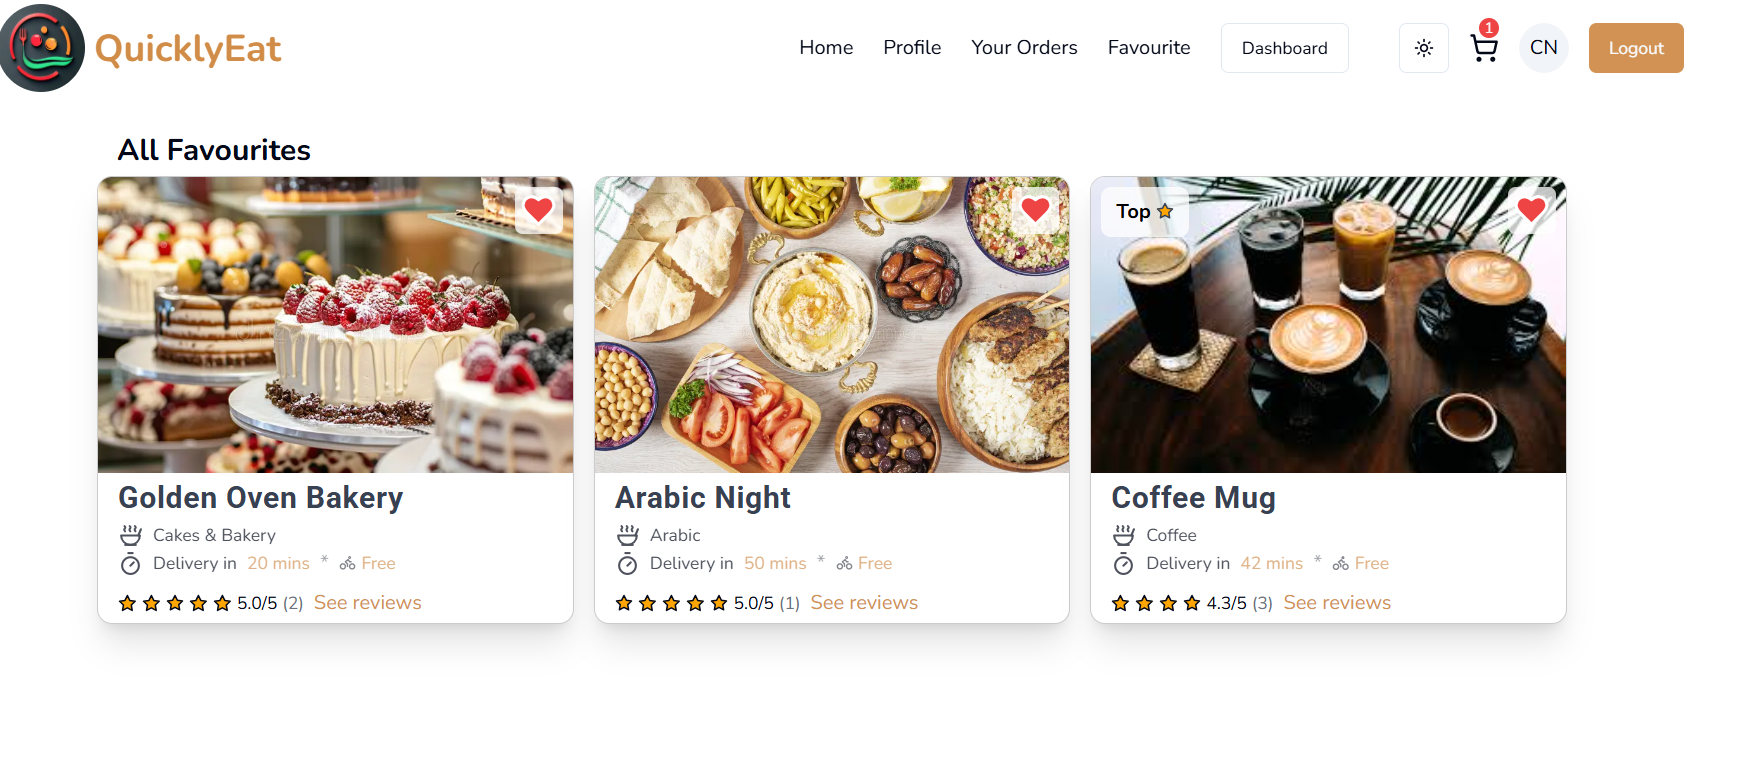 QuicklyEat
Home Profile Your Orders Favourite Dashboard 1 CN Logout
All Favourites
Golden Oven Bakery
Cakes & Bakery
Delivery in 20 mins * Free
5.0/5 (2) See reviews
Arabic Night
Arabic
Delivery in 50 mins * Free
5.0/5 (1) See reviews
Top
Coffee Mug
Coffee
Delivery in 42 mins * Free
4.3/5 (3) See reviews